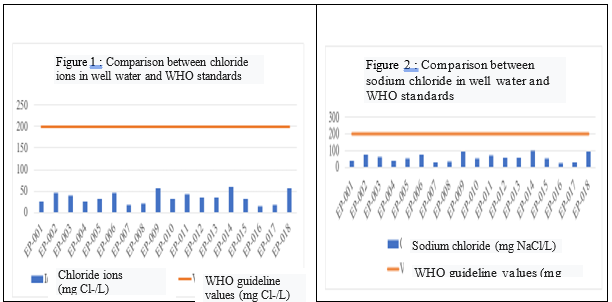 Figure 1 : Comparison between chloride
ions in well water and WHO standards
250
200
150
100
50
0
EP-001
EP-002
EP-003
EP-004
EP-005
EP-006
EP-007
EP-008
EP-009
EP-010
EP-011
EP-012
EP-013
EP-014
EP-015
EP-016
EP-017
EP-018
Chloride ions
(mg Cl-/L)
WHO guideline
values (mg Cl-/L)
Figure 2 : Comparison between
sodium chloride in well water and
WHO standards
300
200
100
0
EP-001
EP-002
EP-003
EP-004
EP-005
EP-006
EP-007
EP-008
EP-009
EP-010
EP-011
EP-012
EP-013
EP-014
EP-015
EP-016
EP-017
EP-018
Sodium chloride (mg NaCl/L)
WHO guideline values (mg